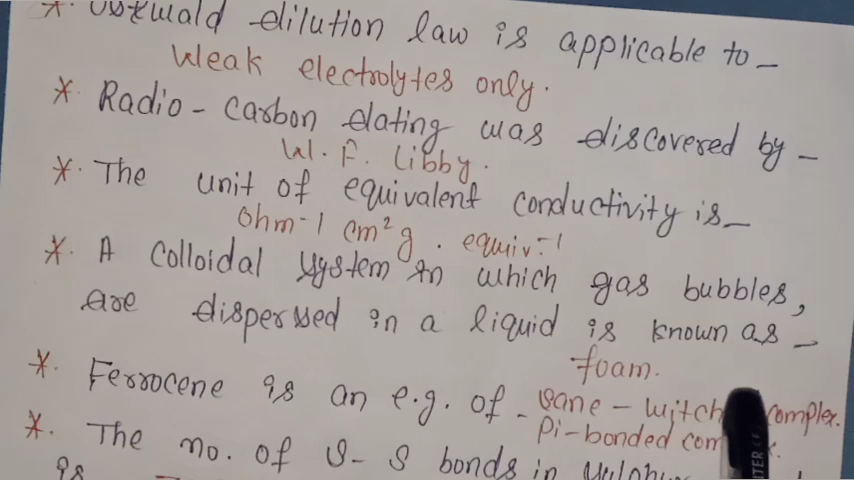 *. Ostwald dilution law is applicable to -
Weak electrolytes only.
*. Radio - Carbon dating was discovered by -
W. F. Libby.
*. The unit of equivalent conductivity is -
Ohm-1 cm² g. equiv.-1
*. A Colloidal system in which gas bubbles,
are dispersed in a liquid is known as -
foam.
*. Ferrocene is an e.g. of - Sane - witch complex.
Pi-bonded
*. The no. of S - S bonds in
is